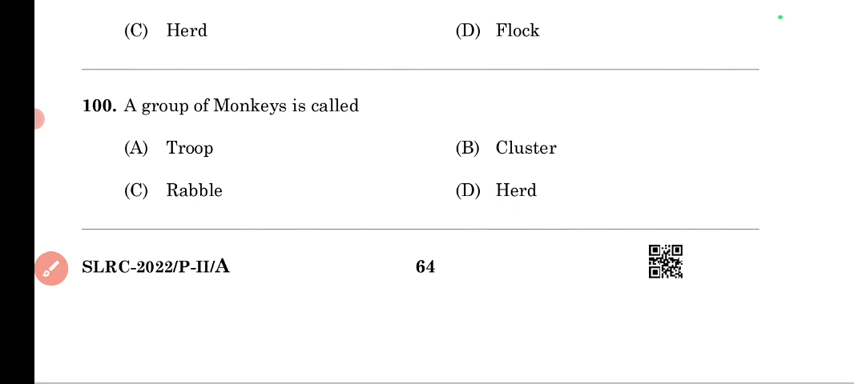 (C) Herd (D) Flock
100. A group of Monkeys is called
(A) Troop (B) Cluster
(C) Rabble (D) Herd
SLRC-2022/P-II/A 64